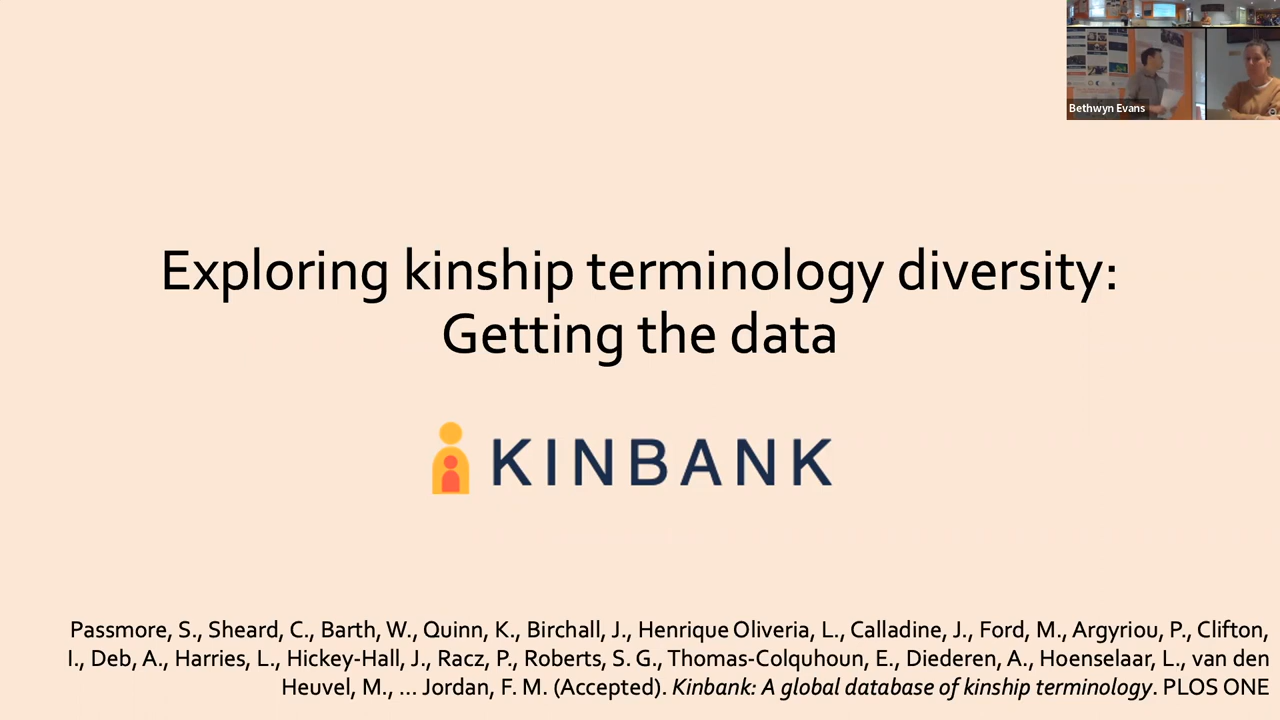 Bethwyn Evans
Exploring kinship terminology diversity:
Getting the data
KINBANK
Passmore, S., Sheard, C., Barth, W., Quinn, K., Birchall, J., Henrique Oliveria, L., Calladine, J., Ford, M., Argyriou, P., Clifton,
I., Deb, A., Harries, L., Hickey-Hall, J., Racz, P., Roberts, S. G., Thomas-Colquhoun, E., Diederen, A., Hoenselaar, L., van den
Heuvel, M., ... Jordan, F. M. (Accepted). Kinbank: A global database of kinship terminology. PLOS ONE